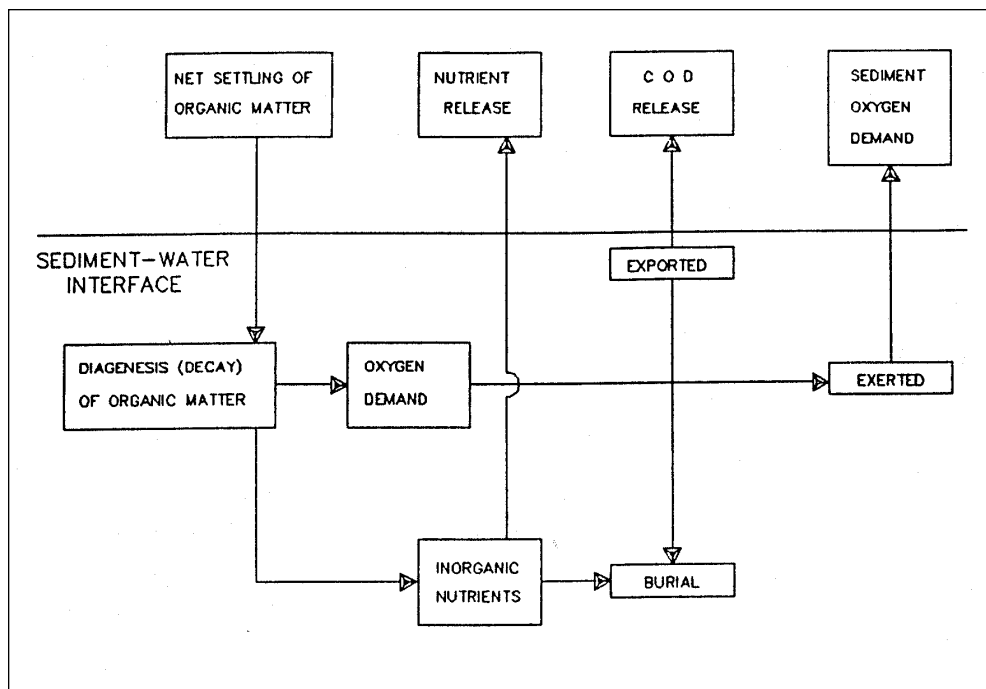 NET SETTLING OF
ORGANIC MATTER
NUTRIENT
RELEASE
C O D
RELEASE
SEDIMENT
OXYGEN
DEMAND
SEDIMENT-WATER
INTERFACE
EXPORTED
DIAGENESIS (DECAY)
OF ORGANIC MATTER
OXYGEN
DEMAND
EXERTED
INORGANIC
NUTRIENTS
BURIAL